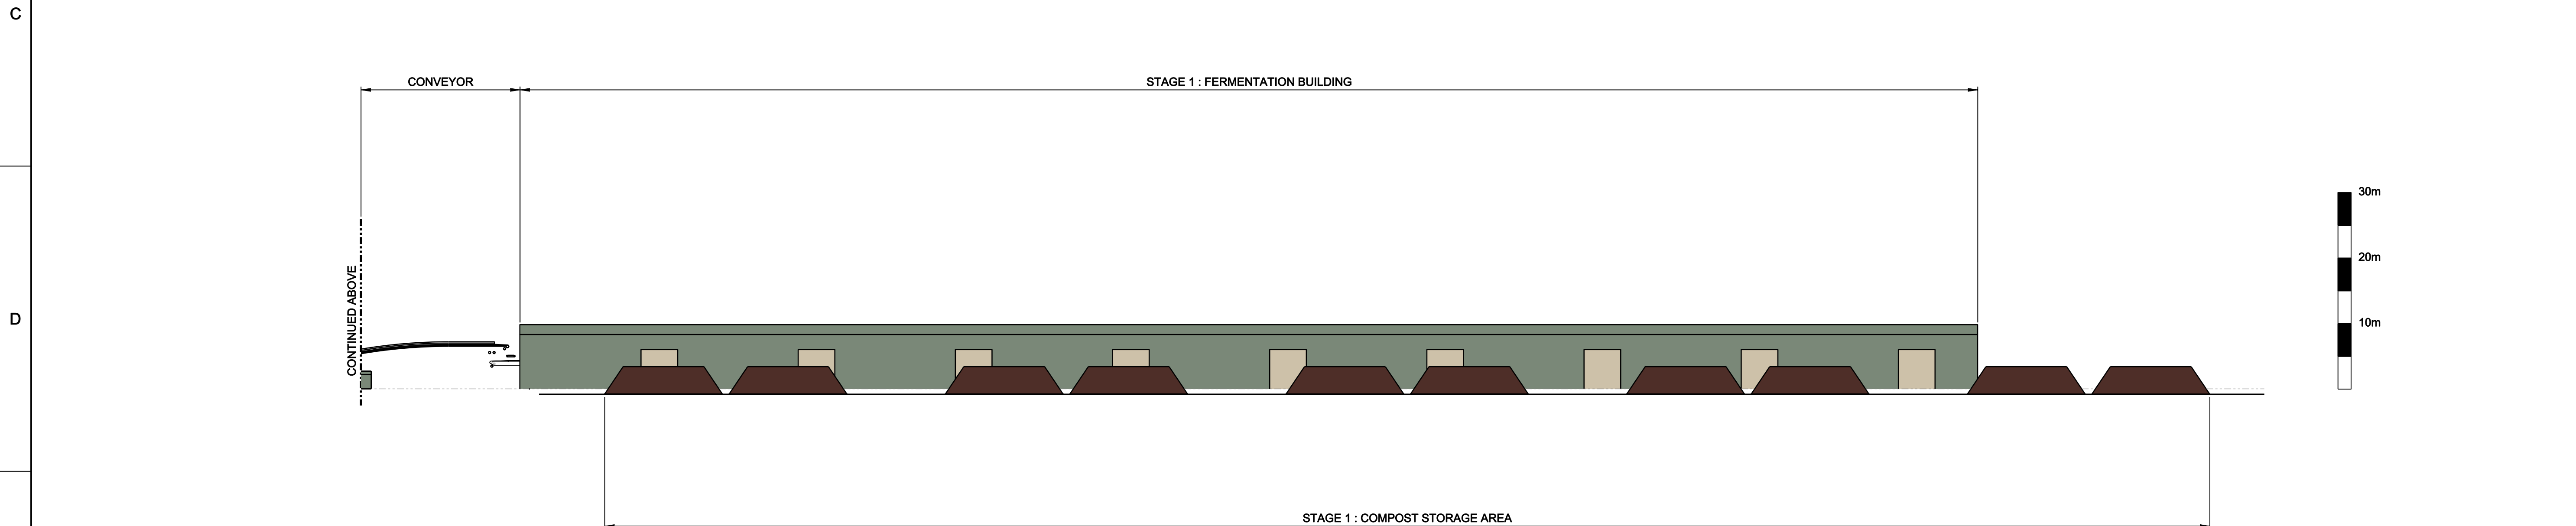 C
CONVEYOR
STAGE 1 : FERMENTATION BUILDING
30m
20m
D
CONTINUED ABOVE
10m
STAGE 1 : COMPOST STORAGE AREA